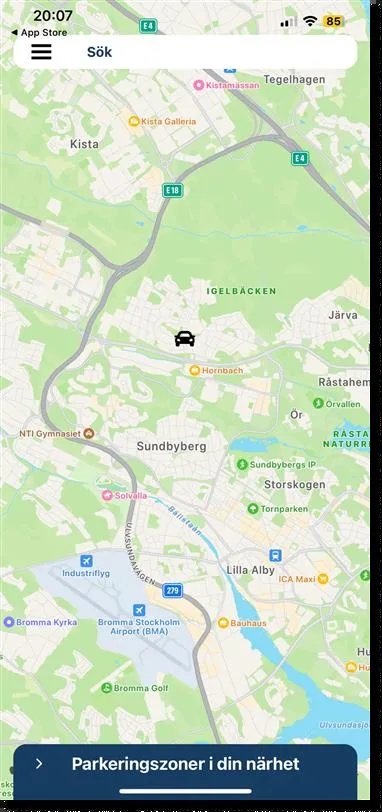 20:07
85
◀ App Store
E4
Sök
Tegelhagen
Kistamässan
Kista Galleria
Kista
E4
E18
IGELBÄCKEN
Järva
Hornbach
Råstahem
Örvallen
Ör
NTI Gymnasiet
RÅSTA
NATURRE
Sundbyberg
Sundbybergs IP
Storskogen
Solvalla
Tornparken
Bällstaån
ULVSUNDAVÄGEN
Lilla Alby
Industriflyg
ICA Maxi
279
Bromma Kyrka
Bromma Stockholm
Airport (BMA)
Bauhaus
Hu
Hu
Bromma Golf
Ulvsundasjö
Parkeringszoner i din närhet